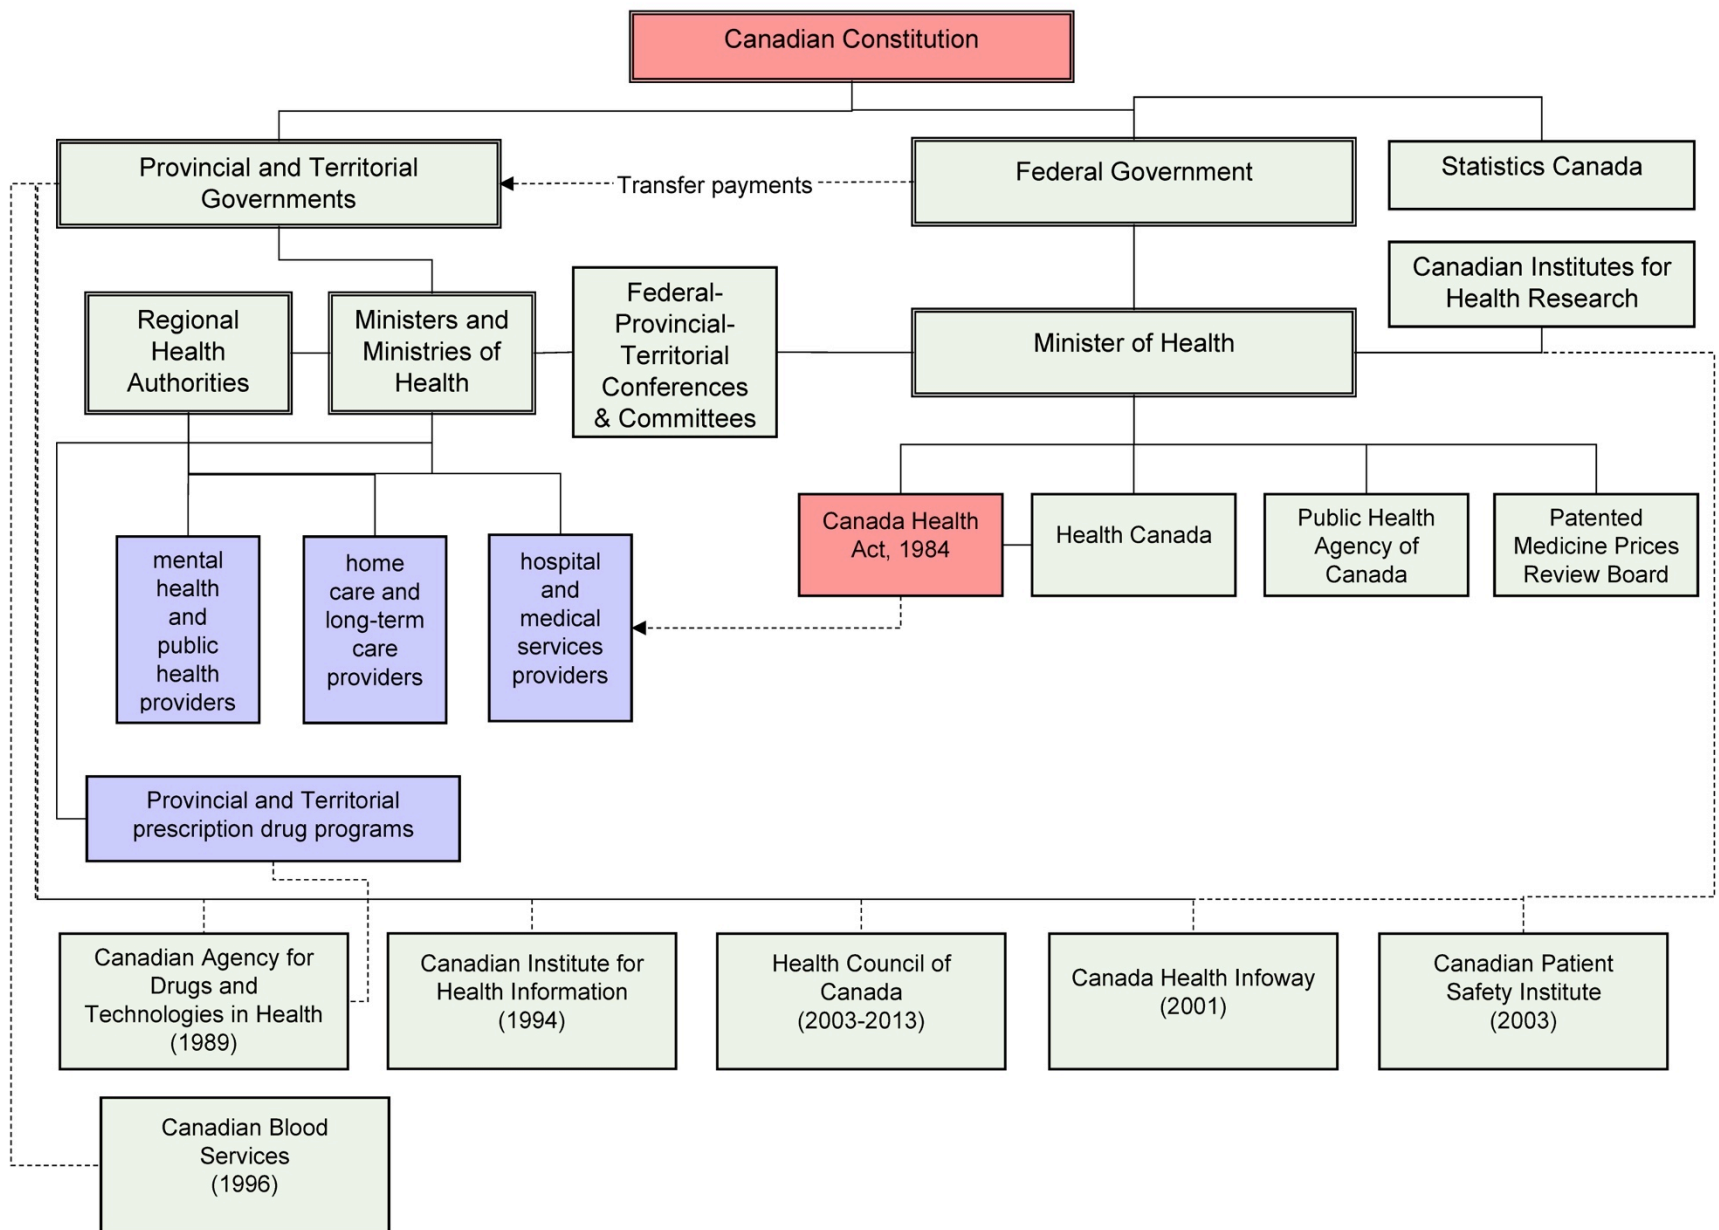 Canadian Constitution
Provincial and Territorial
Governments
Transfer payments
Federal Government
Statistics Canada
Canadian Institutes for
Health Research
Regional
Health
Authorities
Ministers and
Ministries of
Health
Federal-
Provincial-
Territorial
Conferences
& Committees
Minister of Health
Canada Health
Act, 1984
Health Canada
Public Health
Agency of
Canada
Patented
Medicine Prices
Review Board
mental
health
and
public
health
providers
home
care and
long-term
care
providers
hospital
and
medical
services
providers
Provincial and Territorial
prescription drug programs
Canadian Agency for
Drugs and
Technologies in Health
(1989)
Canadian Institute for
Health Information
(1994)
Health Council of
Canada
(2003-2013)
Canada Health Infoway
(2001)
Canadian Patient
Safety Institute
(2003)
Canadian Blood
Services
(1996)